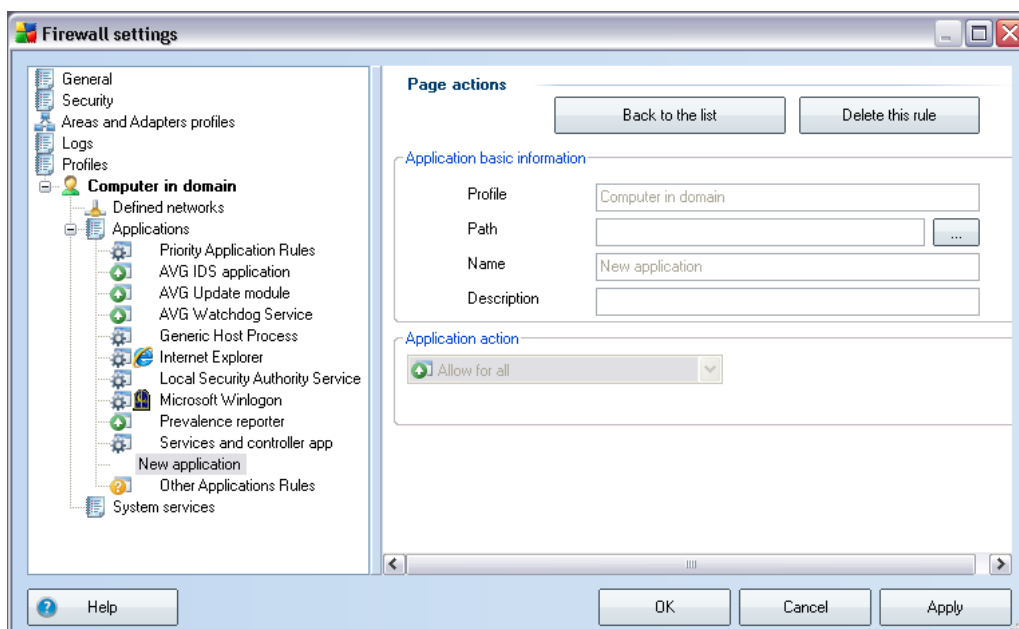 Firewall settings
General
Security
Areas and Adapters profiles
Logs
Profiles
Computer in domain
Defined networks
Applications
Priority Application Rules
AVG IDS application
AVG Update module
AVG Watchdog Service
Generic Host Process
Internet Explorer
Local Security Authority Service
Microsoft Winlogon
Prevalence reporter
Services and controller app
New application
Other Applications Rules
System services
Page actions
Back to the list
Delete this rule
Application basic information
Profile
Computer in domain
Path
...
Name
New application
Description
Application action
Allow for all
Help
OK
Cancel
Apply